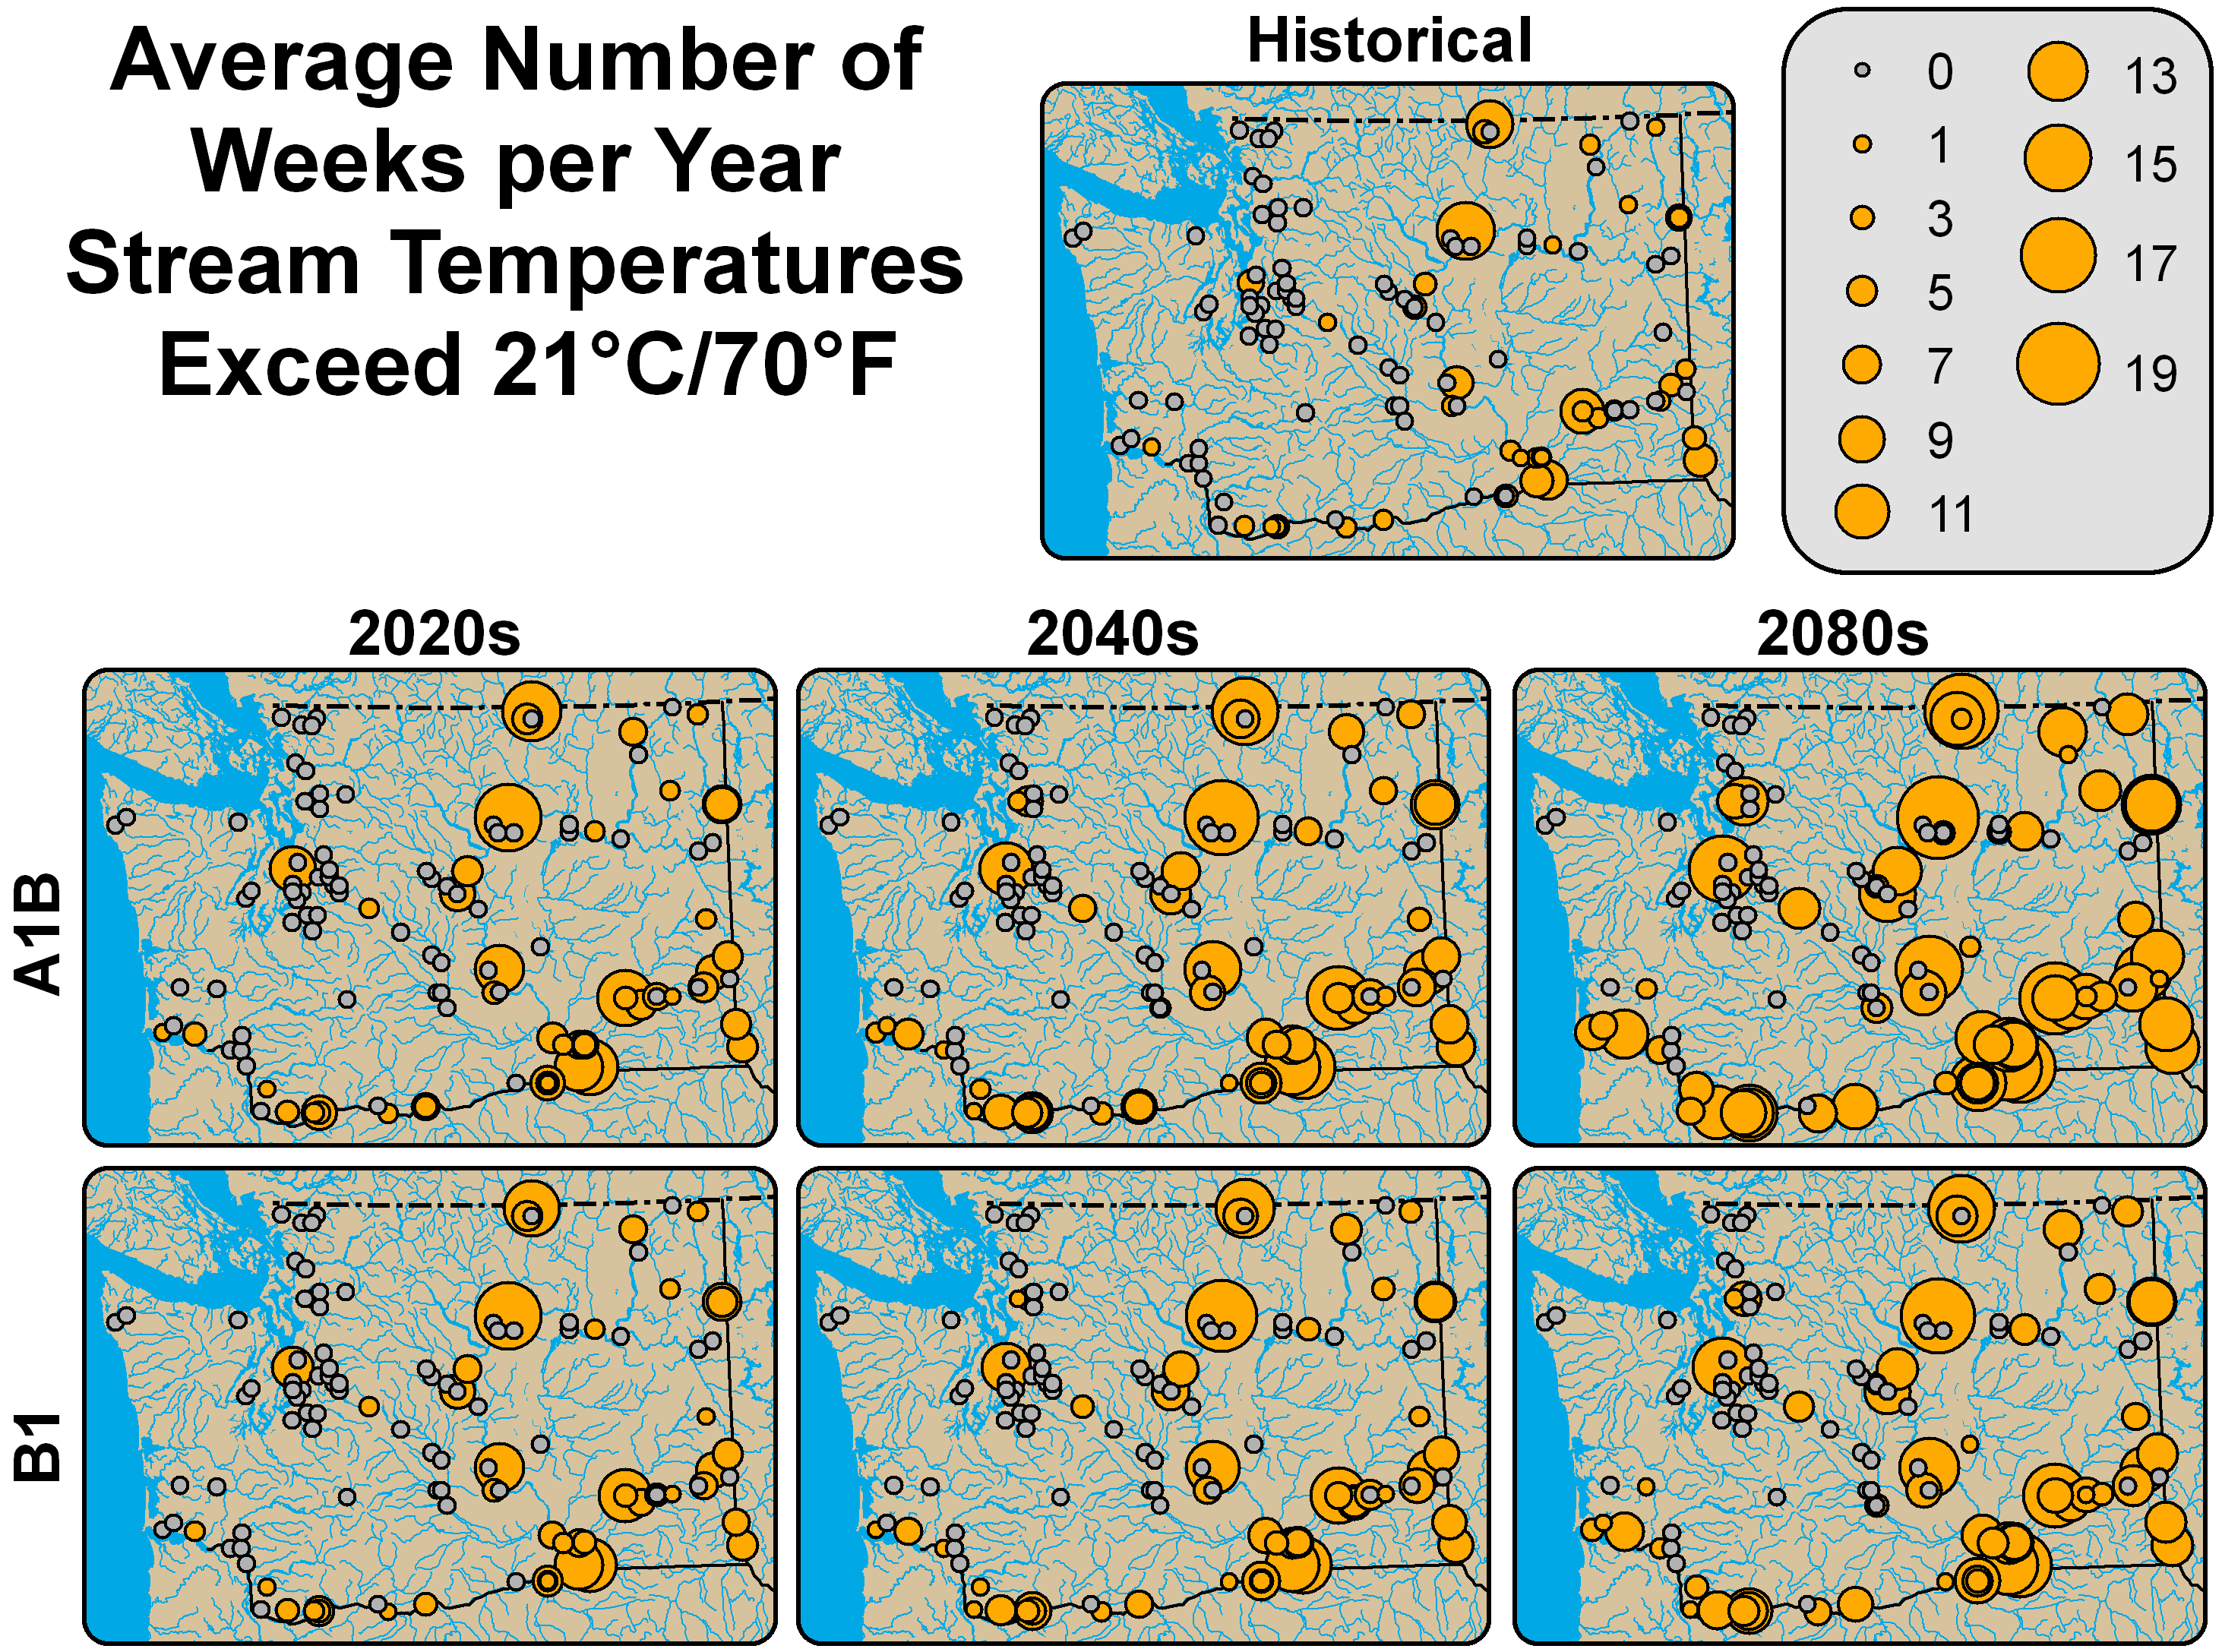 Average Number of
Weeks per Year
Stream Temperatures
Exceed 21°C/70°F
Historical
0
1
3
5
7
9
11
13
15
17
19
2020s
2040s
2080s
A1B
B1